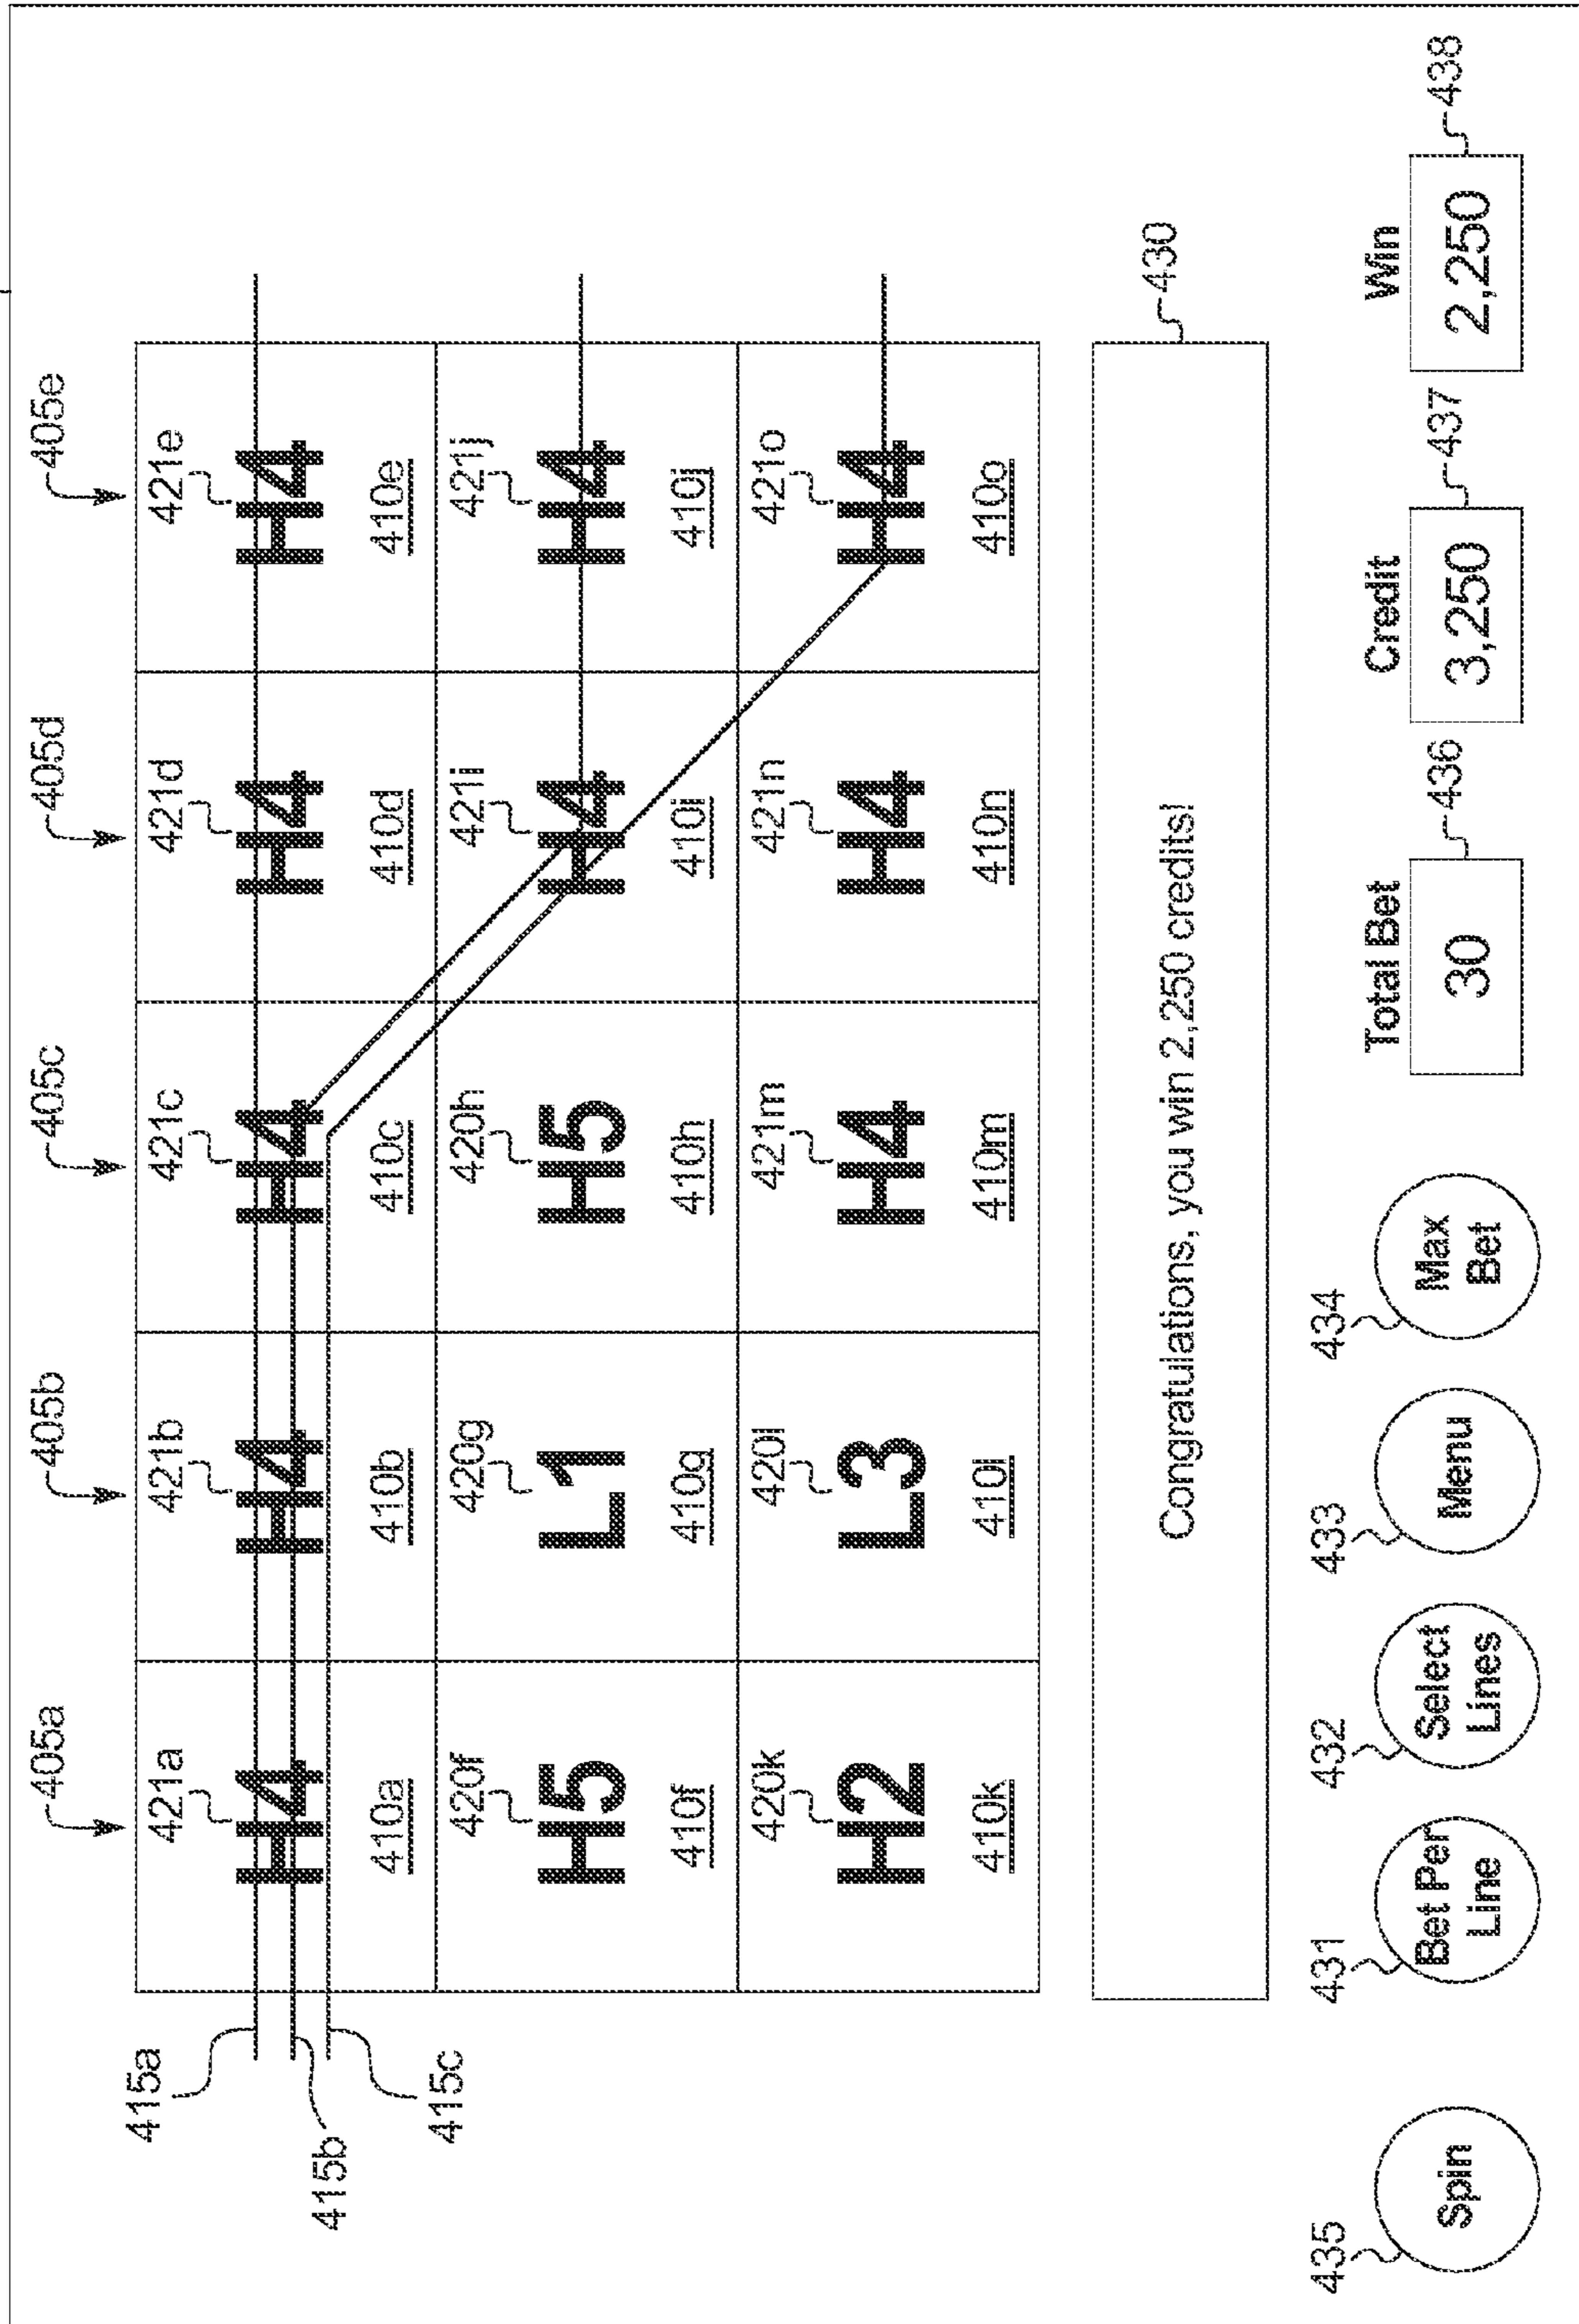 405a 405b 405c 405d 405e
415a 421a 421b 421c 421d 421e
H4 H4 H4 H4 H4
415b
410a 410b 410c 410d 410e
415c
420f 420g 420h 421i 421j
H5 L1 H5 H4 H4
410f 410g 410h 410i 410j
420k 420l 421m 421n 421o
H2 L3 H4 H4 H4
410k 410l 410m 410n 410o
430
Congratulations, you win 2,250 credits!
435 431 432 433 434
Total Bet Credit Win
Spin
Bet Per
Line
Select
Lines
Menu
Max
Bet
30 3,250 2,250
436 437 438